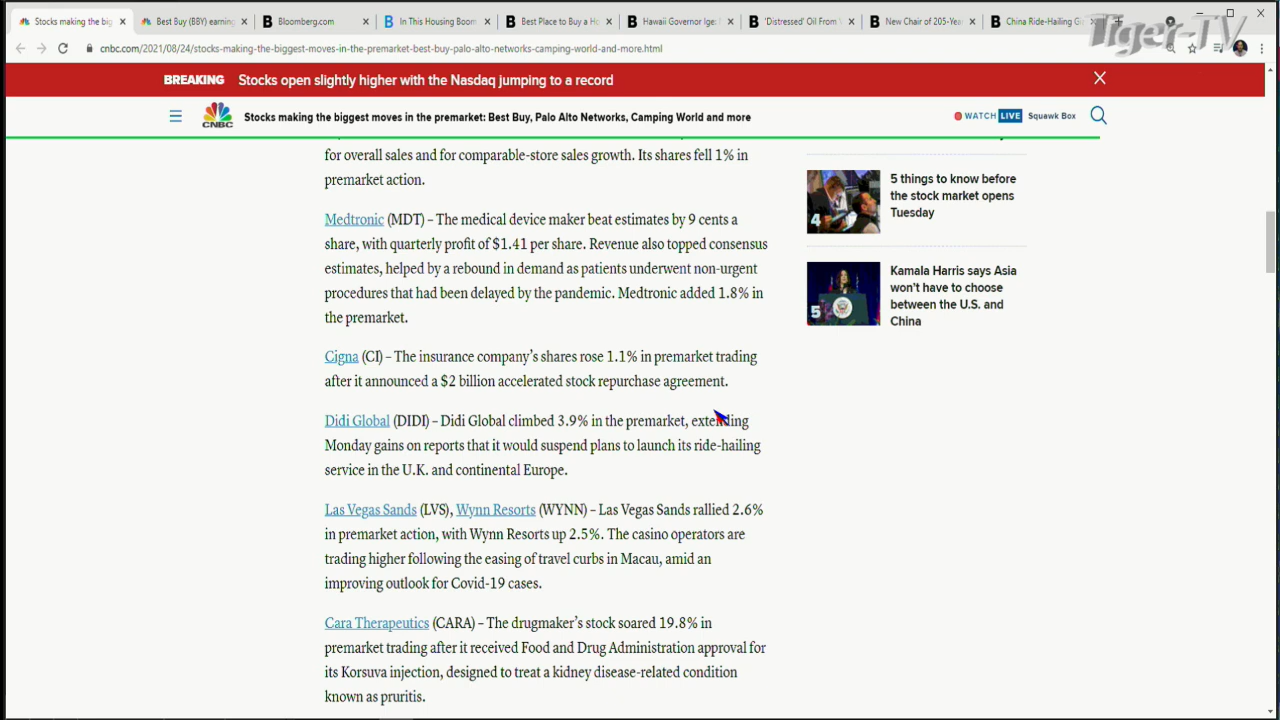 Stocks making the big
Best Buy (BBY) earning
Bloomberg.com
In This Housing Boom
Best Place to Buy a Ho
Hawaii Governor Ige:
'Distressed' Oil From
New Chair of 205-Yea
China Ride-Hailing Gi
Tiger-TV
cnbc.com/2021/08/24/stocks-making-the-biggest-moves-in-the-premarket-best-buy-palo-alto-networks-camping-world-and-more.html
BREAKING Stocks open slightly higher with the Nasdaq jumping to a record
CNBC
Stocks making the biggest moves in the premarket: Best Buy, Palo Alto Networks, Camping World and more
WATCH LIVE Squawk Box
for overall sales and for comparable-store sales growth. Its shares fell 1% in
premarket action.
Medtronic (MDT) – The medical device maker beat estimates by 9 cents a
share, with quarterly profit of $1.41 per share. Revenue also topped consensus
estimates, helped by a rebound in demand as patients underwent non-urgent
procedures that had been delayed by the pandemic. Medtronic added 1.8% in
the premarket.
Cigna (CI) – The insurance company's shares rose 1.1% in premarket trading
after it announced a $2 billion accelerated stock repurchase agreement.
Didi Global (DIDI) – Didi Global climbed 3.9% in the premarket, extending
Monday gains on reports that it would suspend plans to launch its ride-hailing
service in the U.K. and continental Europe.
Las Vegas Sands (LVS), Wynn Resorts (WYNN) – Las Vegas Sands rallied 2.6%
in premarket action, with Wynn Resorts up 2.5%. The casino operators are
trading higher following the easing of travel curbs in Macau, amid an
improving outlook for Covid-19 cases.
Cara Therapeutics (CARA) – The drugmaker's stock soared 19.8% in
premarket trading after it received Food and Drug Administration approval for
its Korsuva injection, designed to treat a kidney disease-related condition
known as pruritis.
4
5 things to know before
the stock market opens
Tuesday
5
Kamala Harris says Asia
won't have to choose
between the U.S. and
China